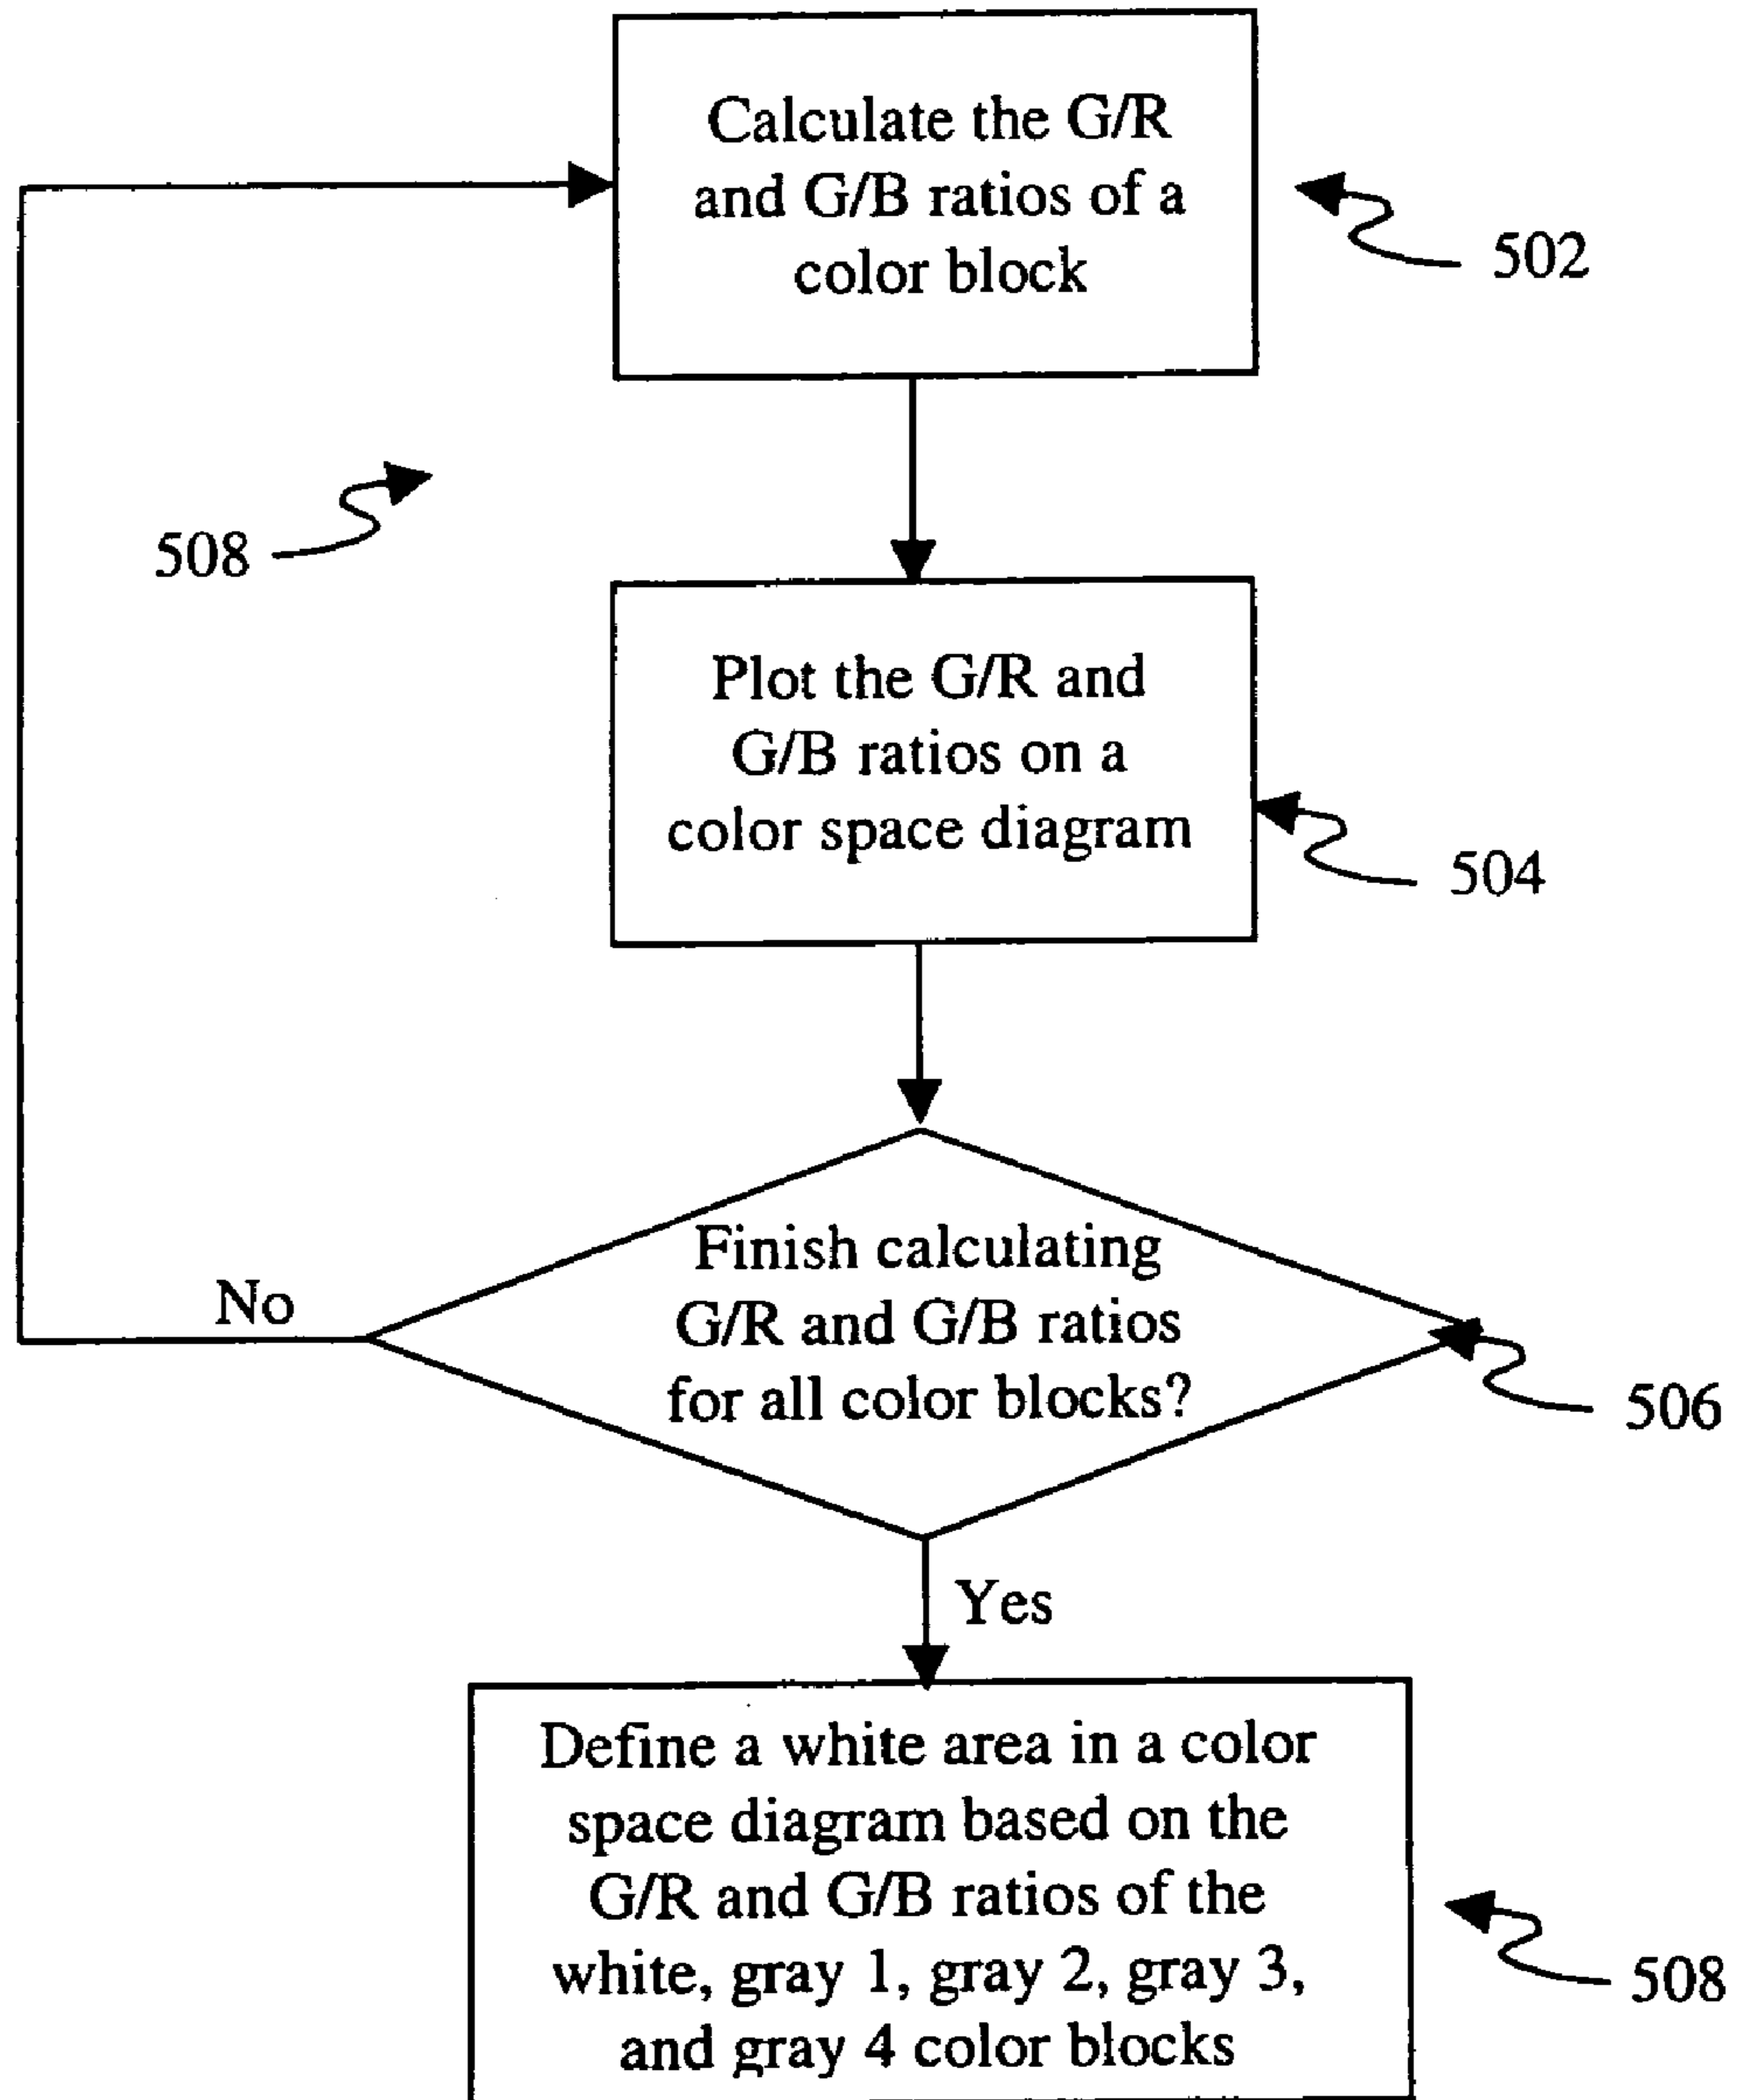 Calculate the G/R
and G/B ratios of a
color block
502
508
Plot the G/R and
G/B ratios on a
color space diagram
504
Finish calculating
G/R and G/B ratios
for all color blocks?
No
506
Yes
Define a white area in a color
space diagram based on the
G/R and G/B ratios of the
white, gray 1, gray 2, gray 3,
and gray 4 color blocks
508